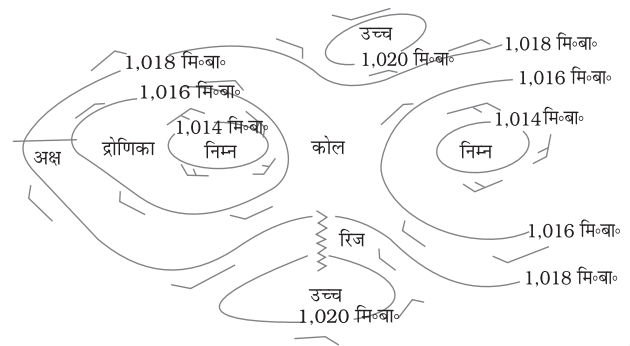 उच्च
1,020 मि॰बा॰
1,018 मि॰बा॰
1,018 मि॰बा॰
1,016 मि॰बा॰
1,016 मि॰बा॰
1,014 मि॰बा॰
1,014 मि॰बा॰
अक्ष
द्रोणिका
निम्न
कोल
निम्न
1,016 मि॰बा॰
रिज
1,018 मि॰बा॰
उच्च
1,020 मि॰बा॰